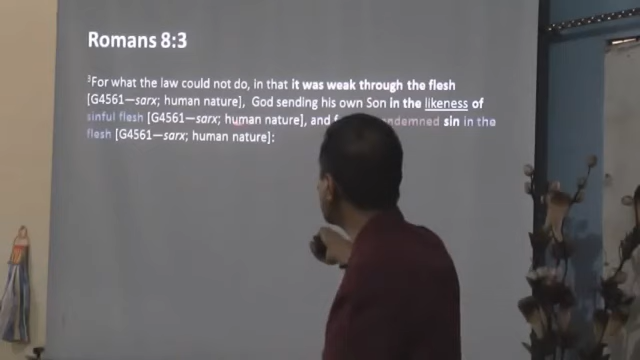 Romans 8:3
³For what the law could not do, in that it was weak through the flesh
[G4561—sarx; human nature], God sending his own Son in the likeness of
sinful flesh [G4561—sarx; human nature], and sin in the
flesh [G4561—sarx; human nature]: